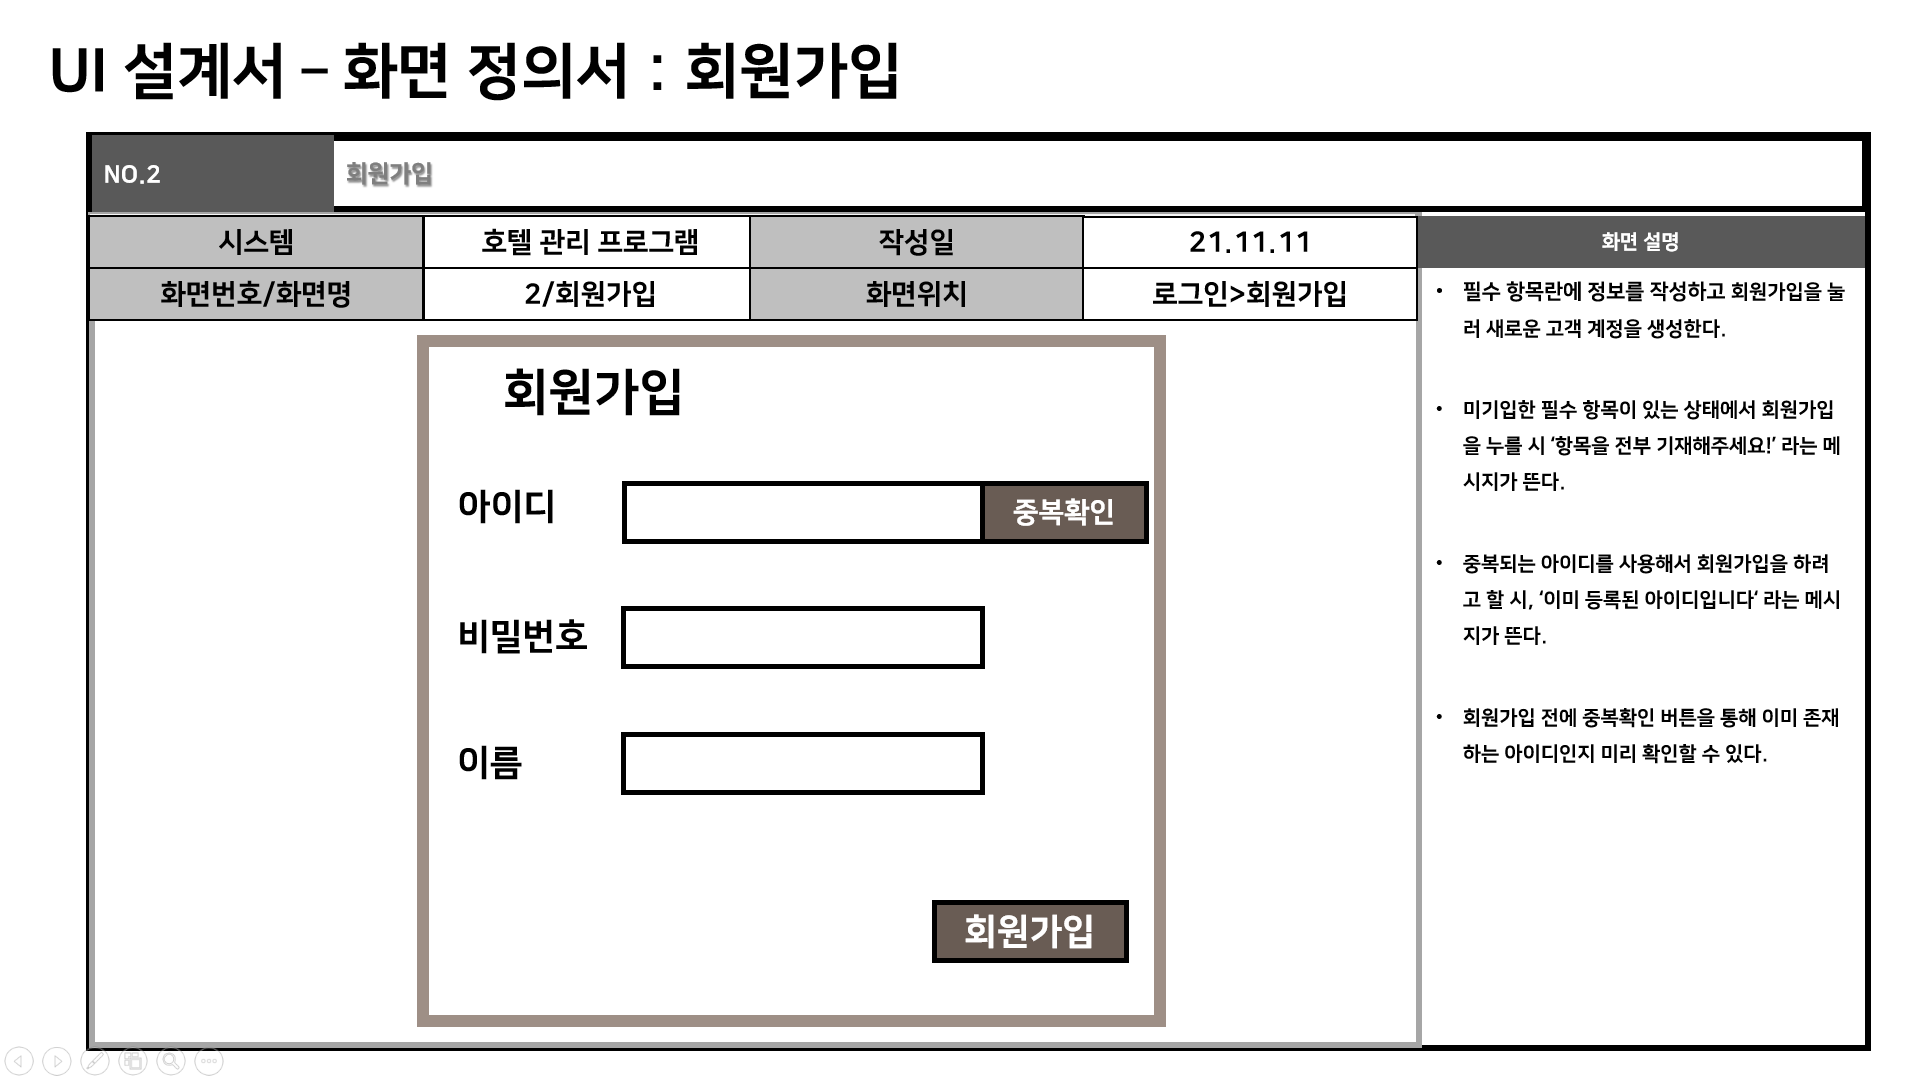 UI 설계서 – 화면 정의서 : 회원가입
NO.2
회원가입
시스템
호텔 관리 프로그램
작성일
21.11.11
화면번호/화면명
2/회원가입
화면위치
로그인>회원가입
회원가입
아이디
중복확인
비밀번호
이름
회원가입
화면 설명
• 필수 항목란에 정보를 작성하고 회원가입을 눌
러 새로운 고객 계정을 생성한다.
• 미기입한 필수 항목이 있는 상태에서 회원가입
을 누를 시 ‘항목을 전부 기재해주세요!’ 라는 메
시지가 뜬다.
• 중복되는 아이디를 사용해서 회원가입을 하려
고 할 시, ‘이미 등록된 아이디입니다‘ 라는 메시
지가 뜬다.
• 회원가입 전에 중복확인 버튼을 통해 이미 존재
하는 아이디인지 미리 확인할 수 있다.